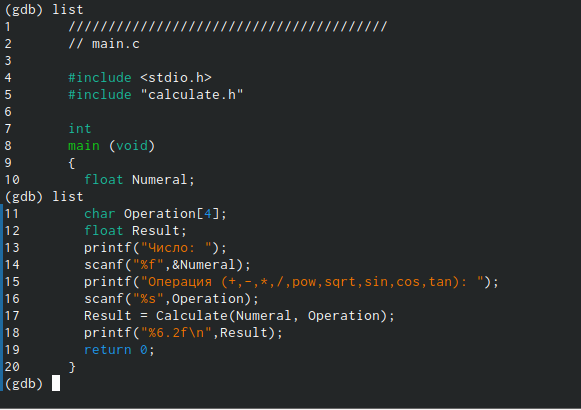 (gdb) list
1       ////////////////////////////////////////
2       // main.c
3
4       #include <stdio.h>
5       #include "calculate.h"
6
7       int
8       main (void)
9       {
10        float Numeral;
(gdb) list
11        char Operation[4];
12        float Result;
13        printf("Число: ");
14        scanf("%f",&Numeral);
15        printf("Операция (+,-,*,/,pow,sqrt,sin,cos,tan): ");
16        scanf("%s",Operation);
17        Result = Calculate(Numeral, Operation);
18        printf("%6.2f\n",Result);
19        return 0;
20      }
(gdb)